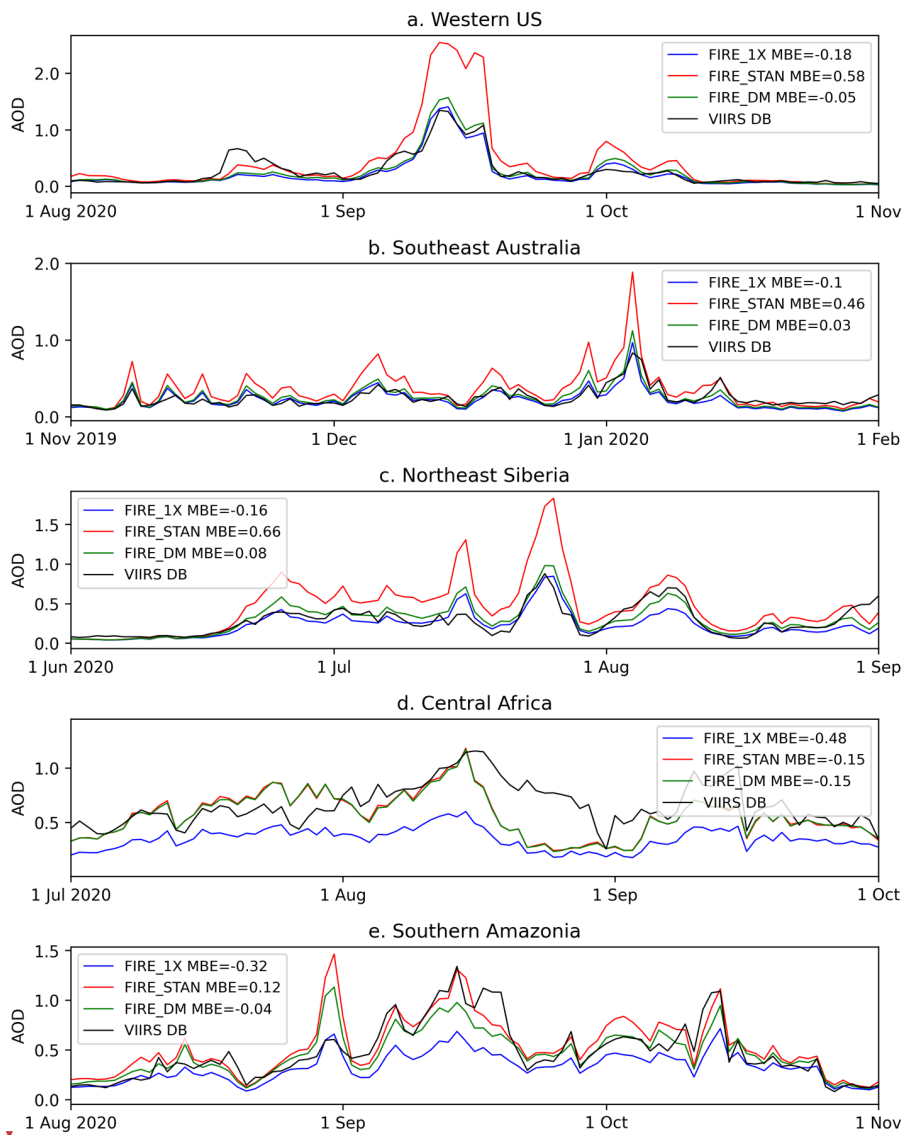 a. Western US
AOD
2.0
1.0
0.0
FIRE_1X MBE=-0.18
FIRE_STAN MBE=0.58
FIRE_DM MBE=-0.05
VIIRS DB
1 Aug 2020 1 Sep 1 Oct 1 Nov
b. Southeast Australia
AOD
2.0
1.0
0.0
FIRE_1X MBE=-0.1
FIRE_STAN MBE=0.46
FIRE_DM MBE=0.03
VIIRS DB
1 Nov 2019 1 Dec 1 Jan 2020 1 Feb
c. Northeast Siberia
AOD
1.5
1.0
0.5
0.0
FIRE_1X MBE=-0.16
FIRE_STAN MBE=0.66
FIRE_DM MBE=0.08
VIIRS DB
1 Jun 2020 1 Jul 1 Aug 1 Sep
d. Central Africa
AOD
1.0
0.5
FIRE_1X MBE=-0.48
FIRE_STAN MBE=-0.15
FIRE_DM MBE=-0.15
VIIRS DB
1 Jul 2020 1 Aug 1 Sep 1 Oct
e. Southern Amazonia
AOD
1.5
1.0
0.5
0.0
FIRE_1X MBE=-0.32
FIRE_STAN MBE=0.12
FIRE_DM MBE=-0.04
VIIRS DB
1 Aug 2020 1 Sep 1 Oct 1 Nov